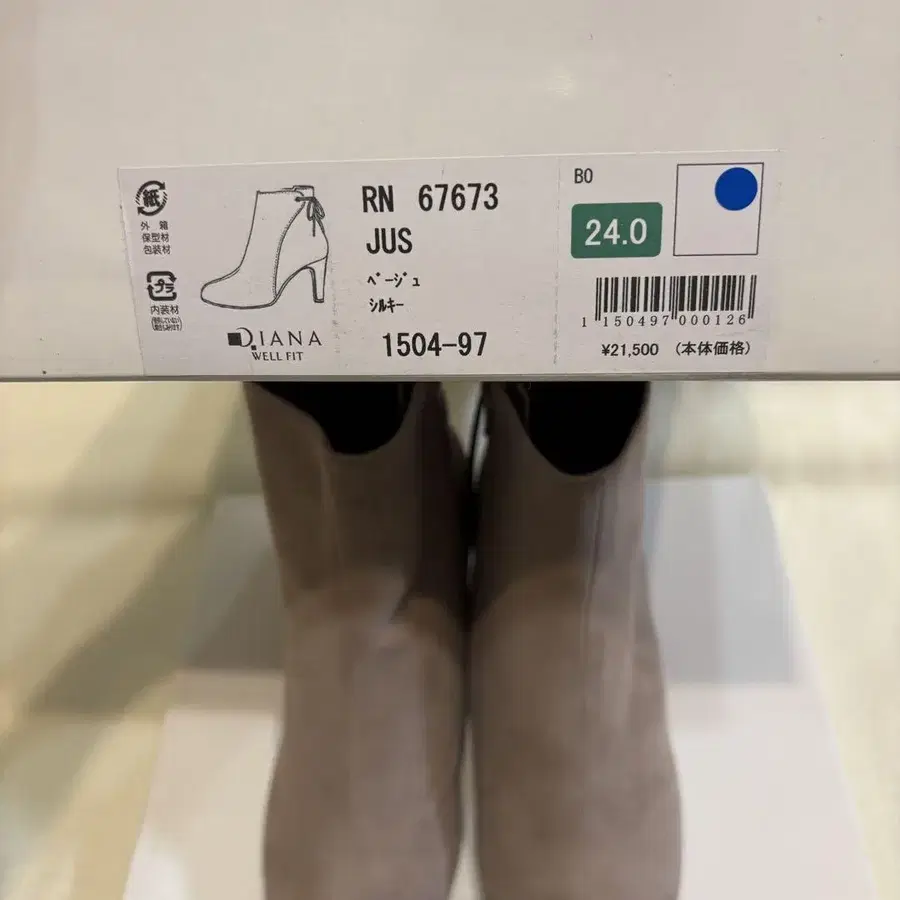 紙
外 箱
保型材
包装材
プラ
内装材
DIANA
WELL FIT
RN 67673
JUS
ベージュ
シルキー
1504-97
BO
24.0
1 150497 000126
¥21,500 (本体価格)